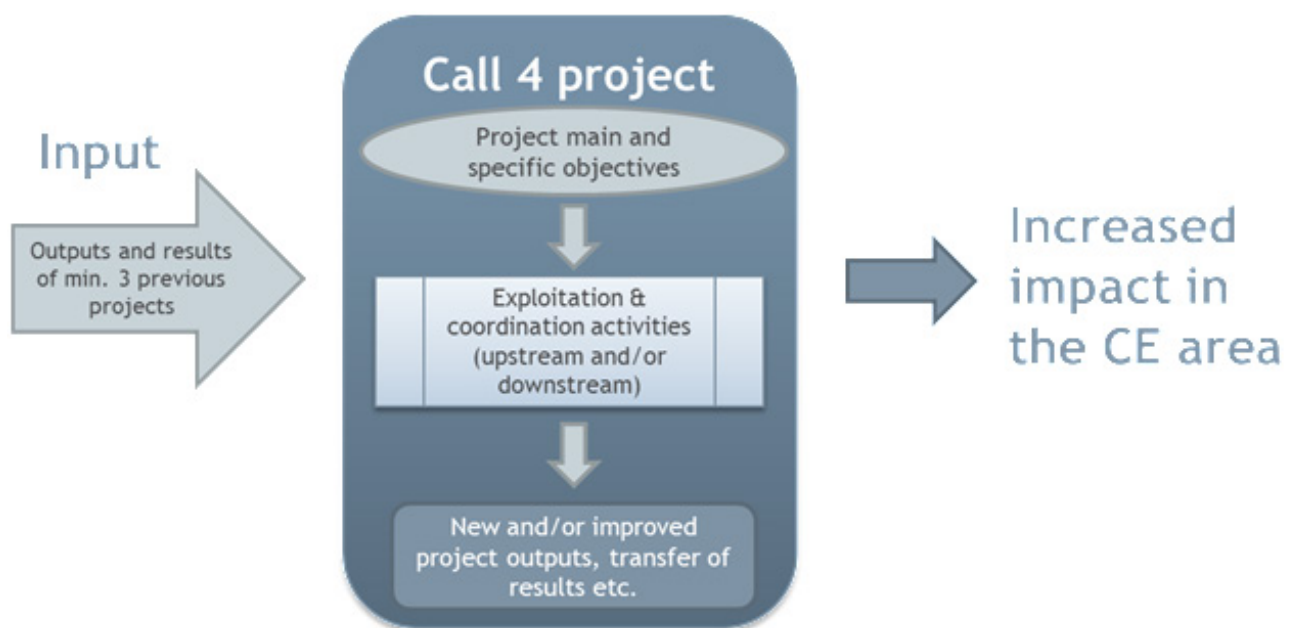 Input
Outputs and results
of min. 3 previous
projects
Call 4 project
Project main and
specific objectives
Exploitation &
coordination activities
(upstream and/or
downstream)
New and/or improved
project outputs, transfer of
results etc.
Increased
impact in
the CE area